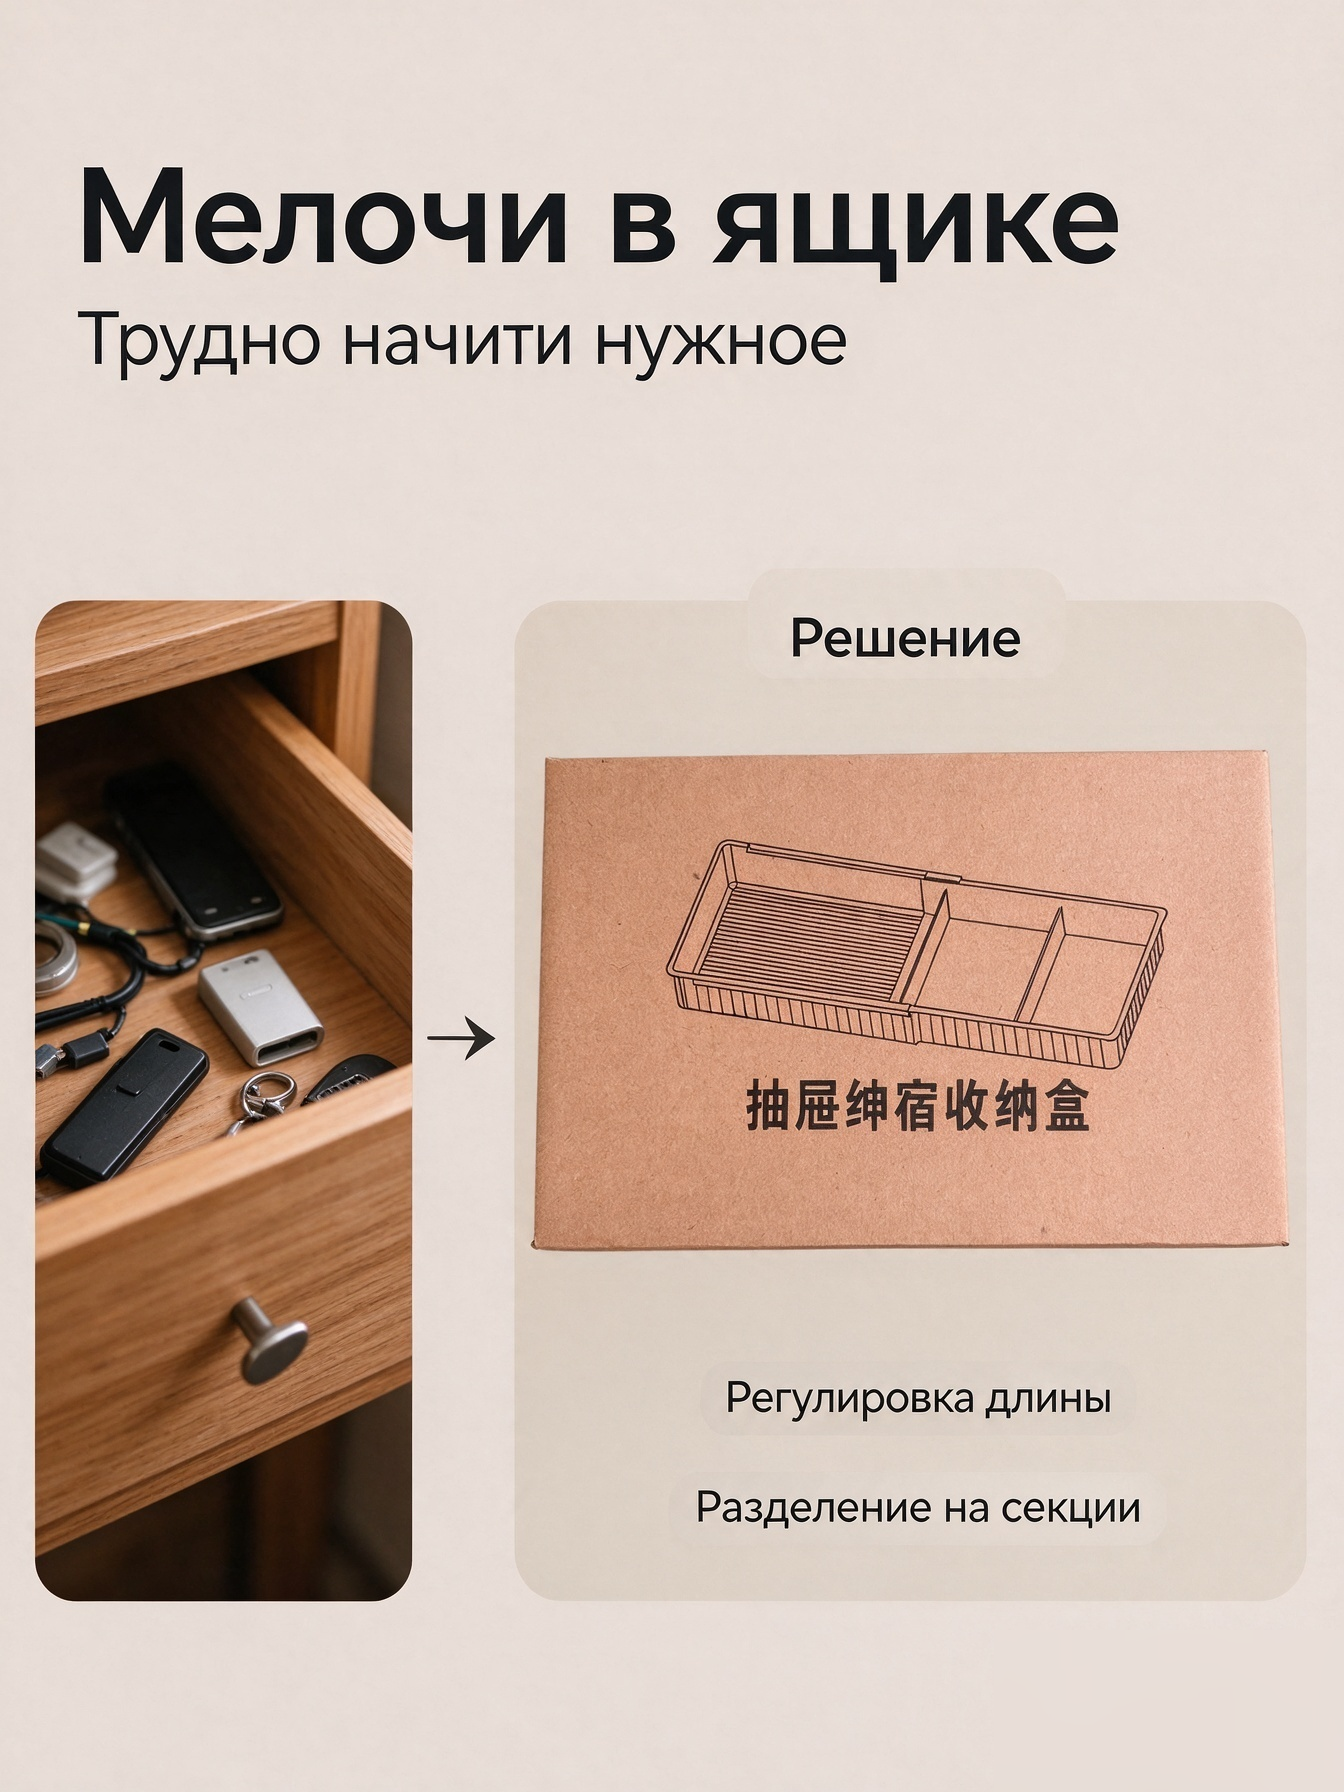 Мелочи в ящике
Трудно начити нужное
Решение
抽屉绅宿收纳盒
Регулировка длины
Разделение на секции